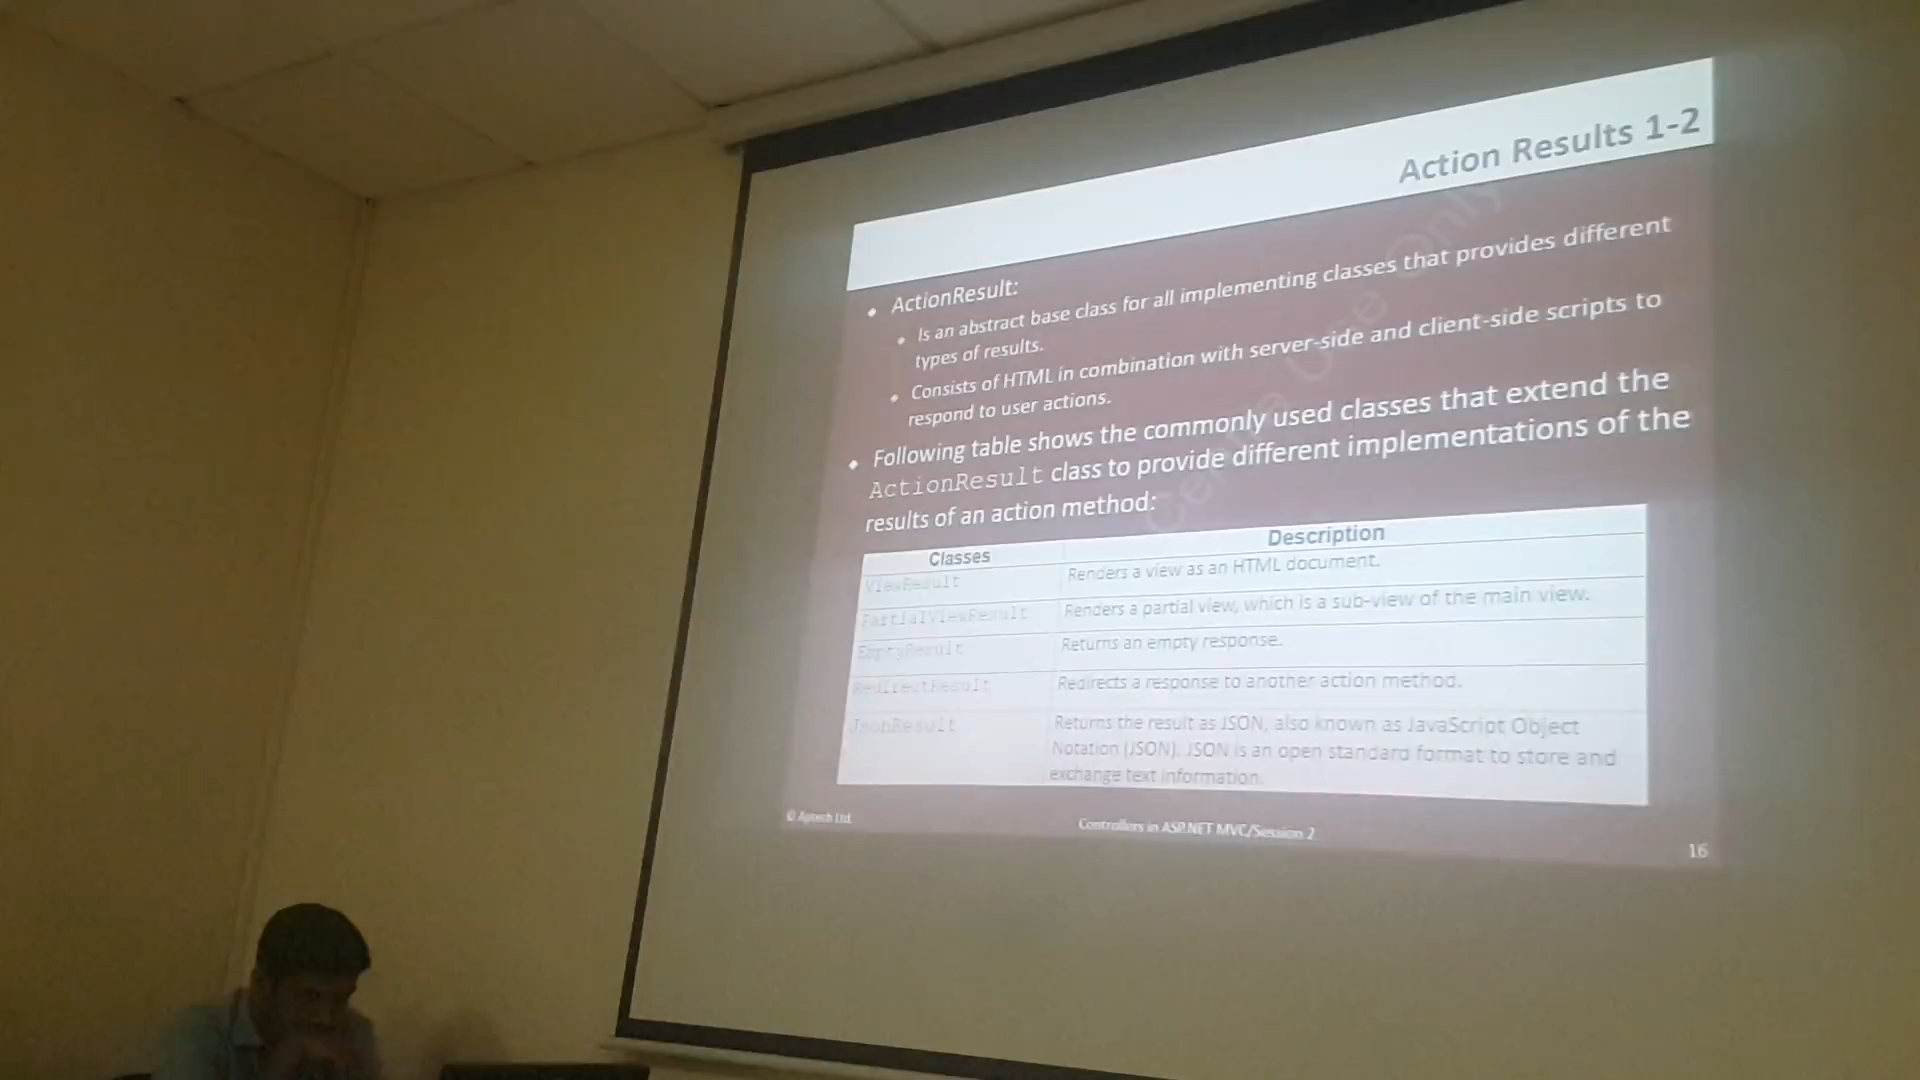 Action Results 1-2
• ActionResult:
• Is an abstract base class for all implementing classes that provides different
types of results.
• Consists of HTML in combination with server-side and client-side scripts to
respond to user actions.
• Following table shows the commonly used classes that extend the
ActionResult class to provide different implementations of the
results of an action method:
Classes Description
ViewResult Renders a view as an HTML document.
PartialViewResult Renders a partial view, which is a sub-view of the main view.
EmptyResult Returns an empty response.
RedirectResult Redirects a response to another action method.
JsonResult Returns the result as JSON, also known as JavaScript Object
Notation (JSON). JSON is an open standard format to store and
exchange text information.
© Aptech Ltd. Controllers in ASP.NET MVC/Session 2 16
Centre Use Only